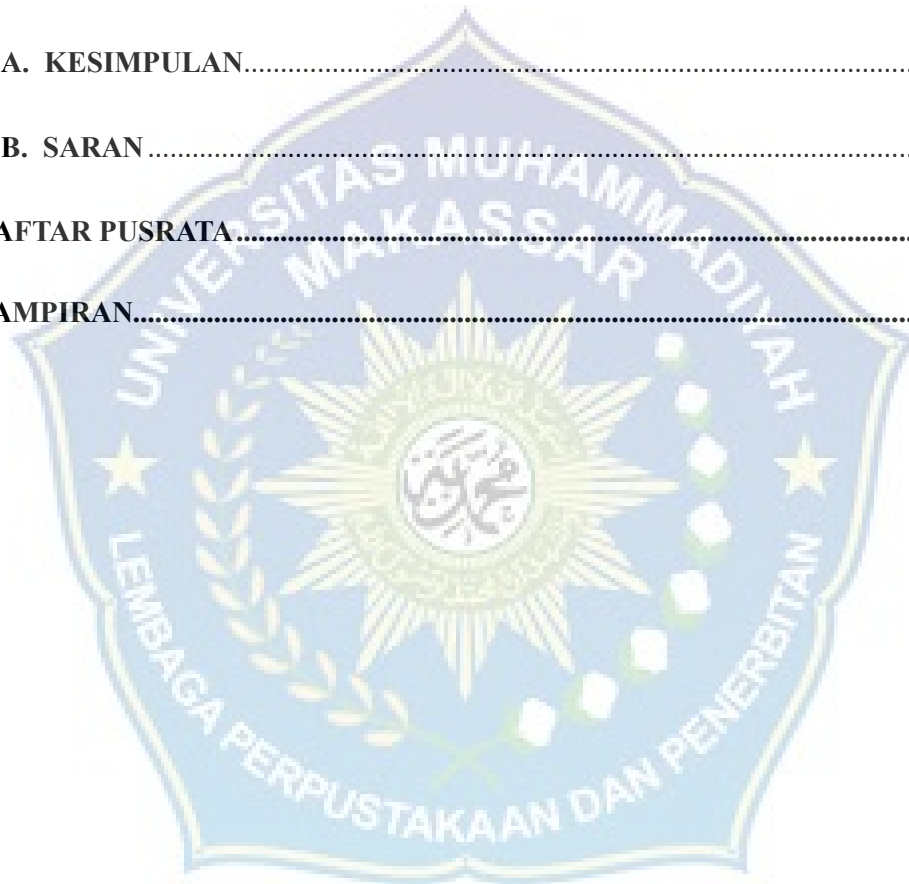 A. KESIMPULAN........................................................................................
B. SARAN........................................................................................
AFTAR PUSRATA........................................................................................
AMPIRAN........................................................................................
UNIVERSITAS MUHAMMADIYAH
MAKASSAR
LEMBAGA PERPUSTAKAAN DAN PENERBITAN